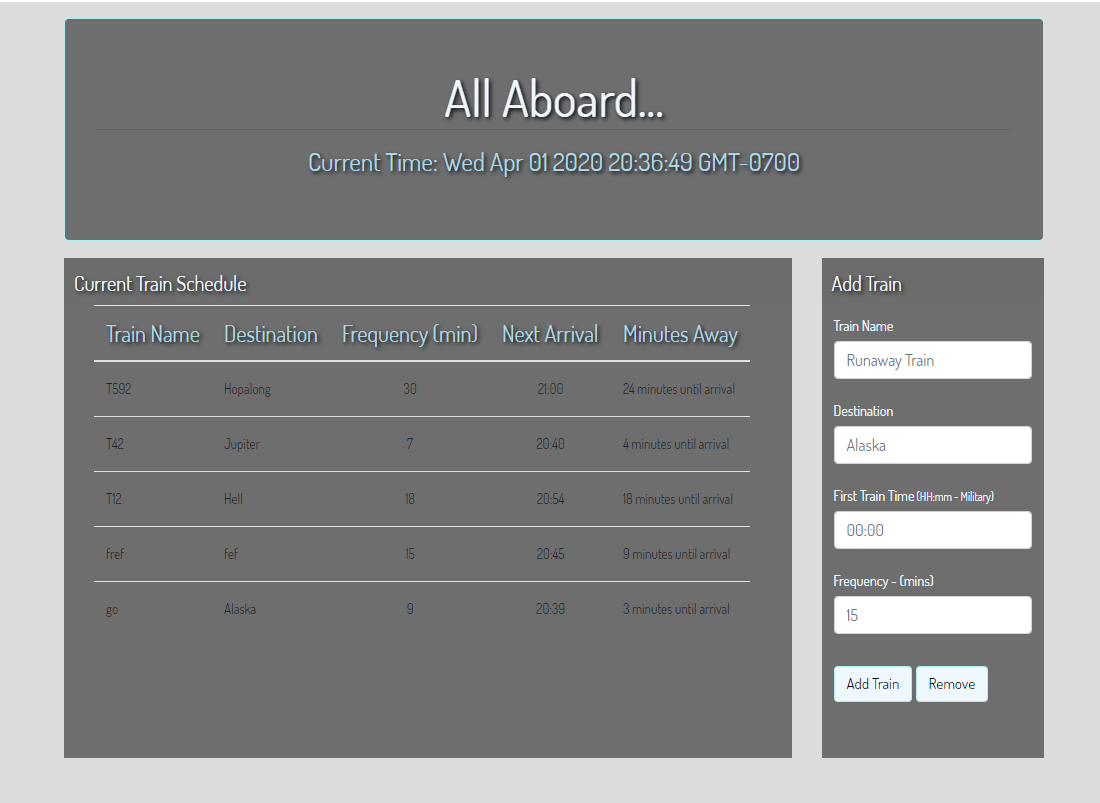 All Aboard...
Current Time: Wed Apr 01 2020 20:36:49 GMT-0700
Current Train Schedule
Train Name Destination Frequency (min) Next Arrival Minutes Away
T592 Hopalong 30 21:00 24 minutes until arrival
T42 Jupiter 7 20:40 4 minutes until arrival
T12 Hell 18 20:54 18 minutes until arrival
fref fef 15 20:45 9 minutes until arrival
go Alaska 9 20:39 3 minutes until arrival
Add Train
Train Name
Runaway Train
Destination
Alaska
First Train Time (HH:mm - Military)
00:00
Frequency - (mins)
15
Add Train Remove